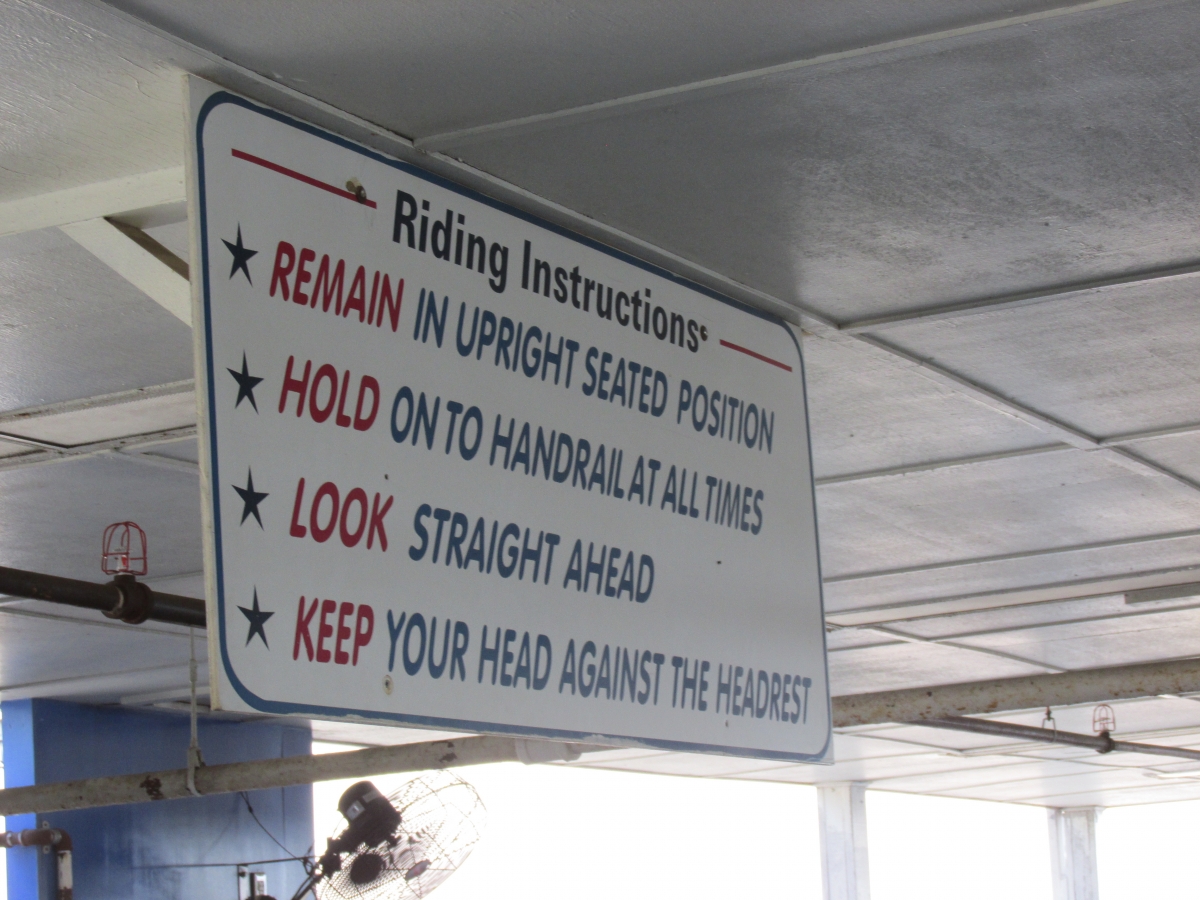 Riding Instructions
★ REMAIN IN UPRIGHT SEATED POSITION
★ HOLD ON TO HANDRAIL AT ALL TIMES
★ LOOK STRAIGHT AHEAD
★ KEEP YOUR HEAD AGAINST THE HEADREST